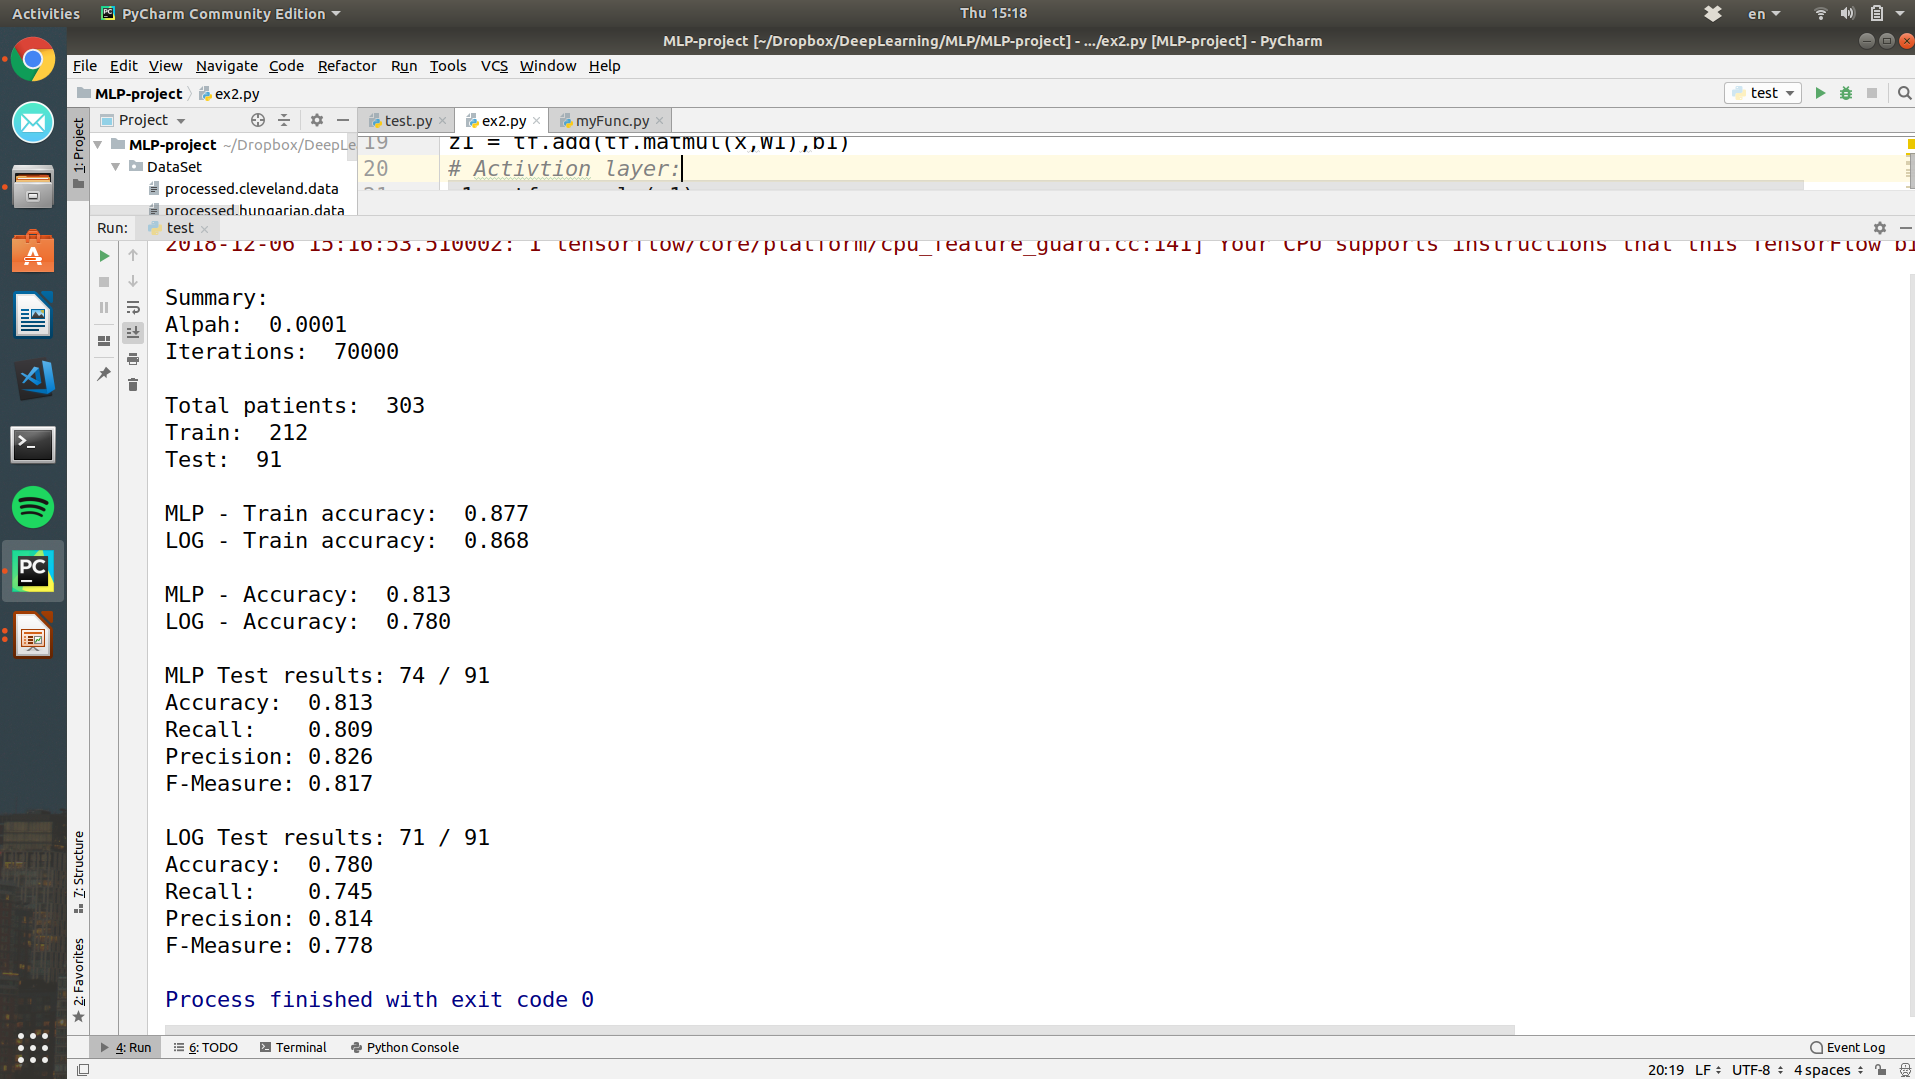 Activities PyCharm Community Edition Thu 15:18 en
MLP-project [~/Dropbox/DeepLearning/MLP/MLP-project] - .../ex2.py [MLP-project] - PyCharm
File Edit View Navigate Code Refactor Run Tools VCS Window Help
MLP-project ex2.py test
Project test.py ex2.py myFunc.py
1: Project
MLP-project ~/Dropbox/DeepLe
DataSet
processed.cleveland.data
processed.hungarian.data
19 z1 = tf.add(tf.matmul(x,W1),b1)
20 # Activtion layer:
Run: test
2018-12-06 15:16:53.510002: I tensorflow/core/platform/cpu_feature_guard.cc:141] Your CPU supports instructions that this TensorFlow bi
Summary:
Alpah: 0.0001
Iterations: 70000
Total patients: 303
Train: 212
Test: 91
MLP - Train accuracy: 0.877
LOG - Train accuracy: 0.868
MLP - Accuracy: 0.813
LOG - Accuracy: 0.780
MLP Test results: 74 / 91
Accuracy: 0.813
Recall: 0.809
Precision: 0.826
F-Measure: 0.817
LOG Test results: 71 / 91
Accuracy: 0.780
Recall: 0.745
Precision: 0.814
F-Measure: 0.778
Process finished with exit code 0
7: Structure
2: Favorites
4: Run 6: TODO Terminal Python Console Event Log
20:19 LF UTF-8 4 spaces